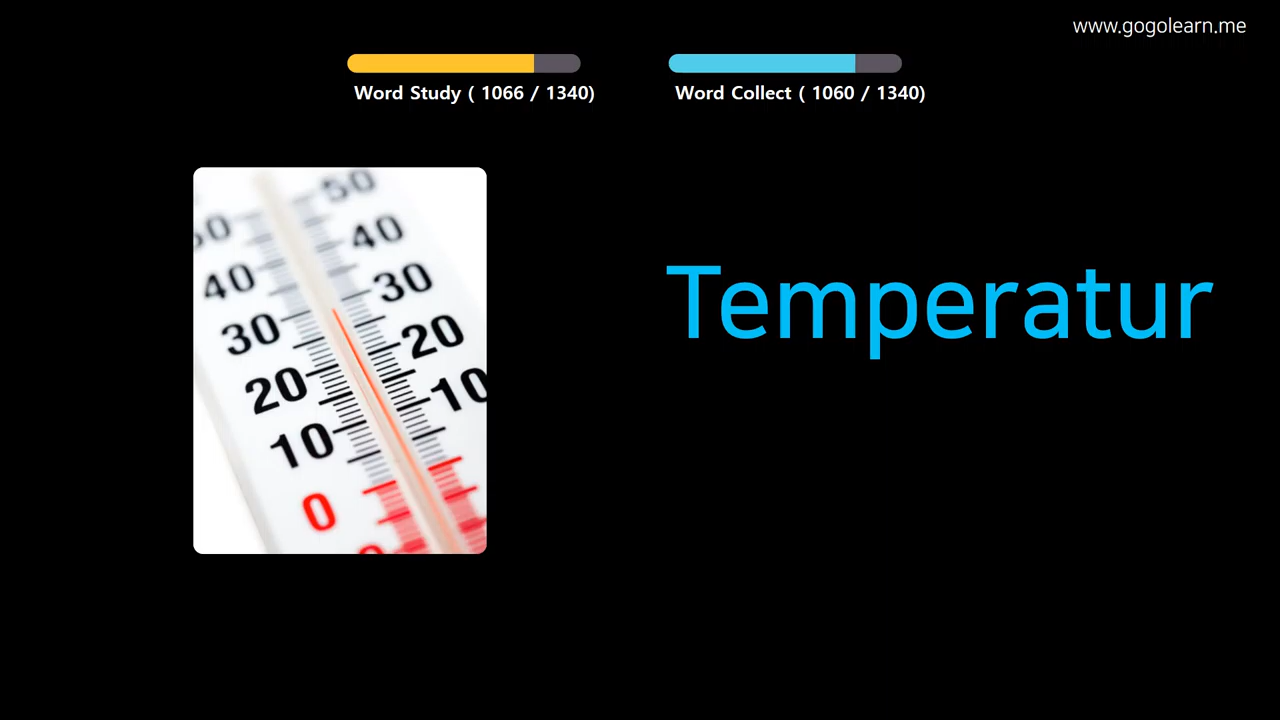 www.gogolearn.me
Word Study ( 1066 / 1340)
Word Collect ( 1060 / 1340)
Temperatur
50
50
40
40
30
30
20
20
10
10
0